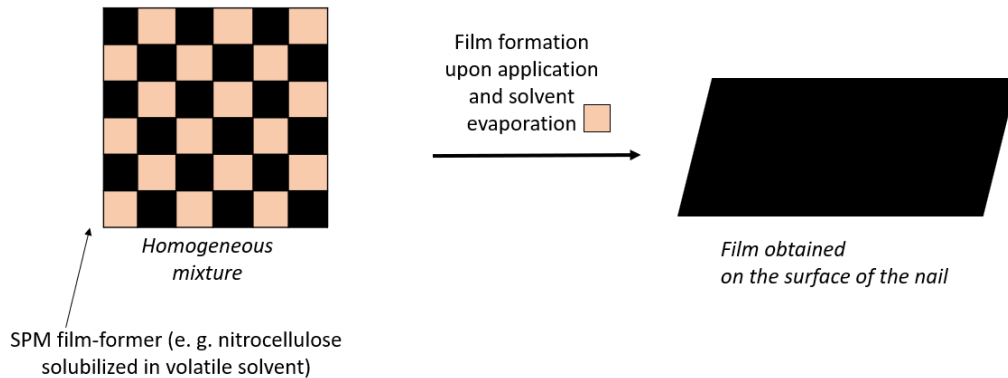 Film formation
upon application
and solvent
evaporation
Homogeneous
mixture
Film obtained
on the surface of the nail
SPM film-former (e. g. nitrocellulose
solubilized in volatile solvent)